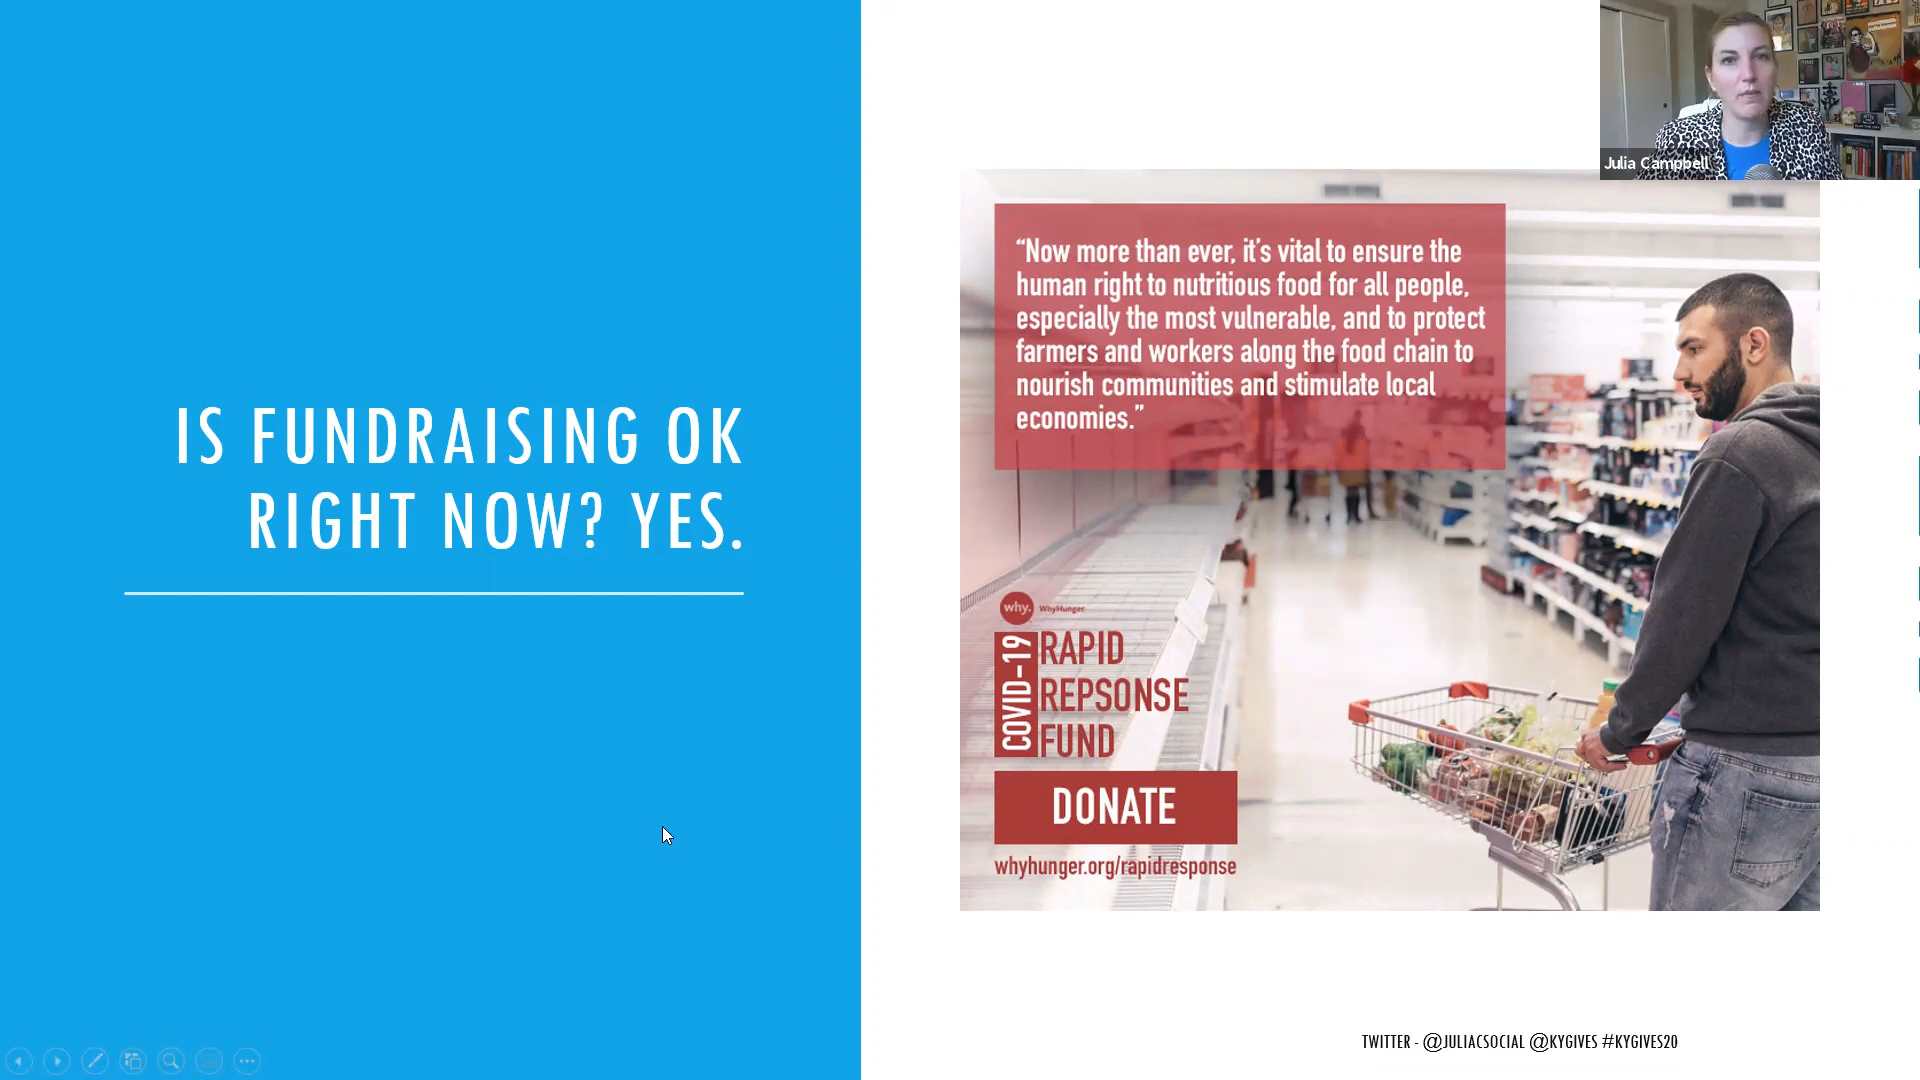 IS FUNDRAISING OK
RIGHT NOW? YES.
Julia Campbell
“Now more than ever, it’s vital to ensure the
human right to nutritious food for all people,
especially the most vulnerable, and to protect
farmers and workers along the food chain to
nourish communities and stimulate local
economies.”
why. WhyHunger
COVID-19
RAPID
REPSONSE
FUND
DONATE
whyhunger.org/rapidresponse
TWITTER - @JULIACSOCIAL @KYGIVES #KYGIVES20